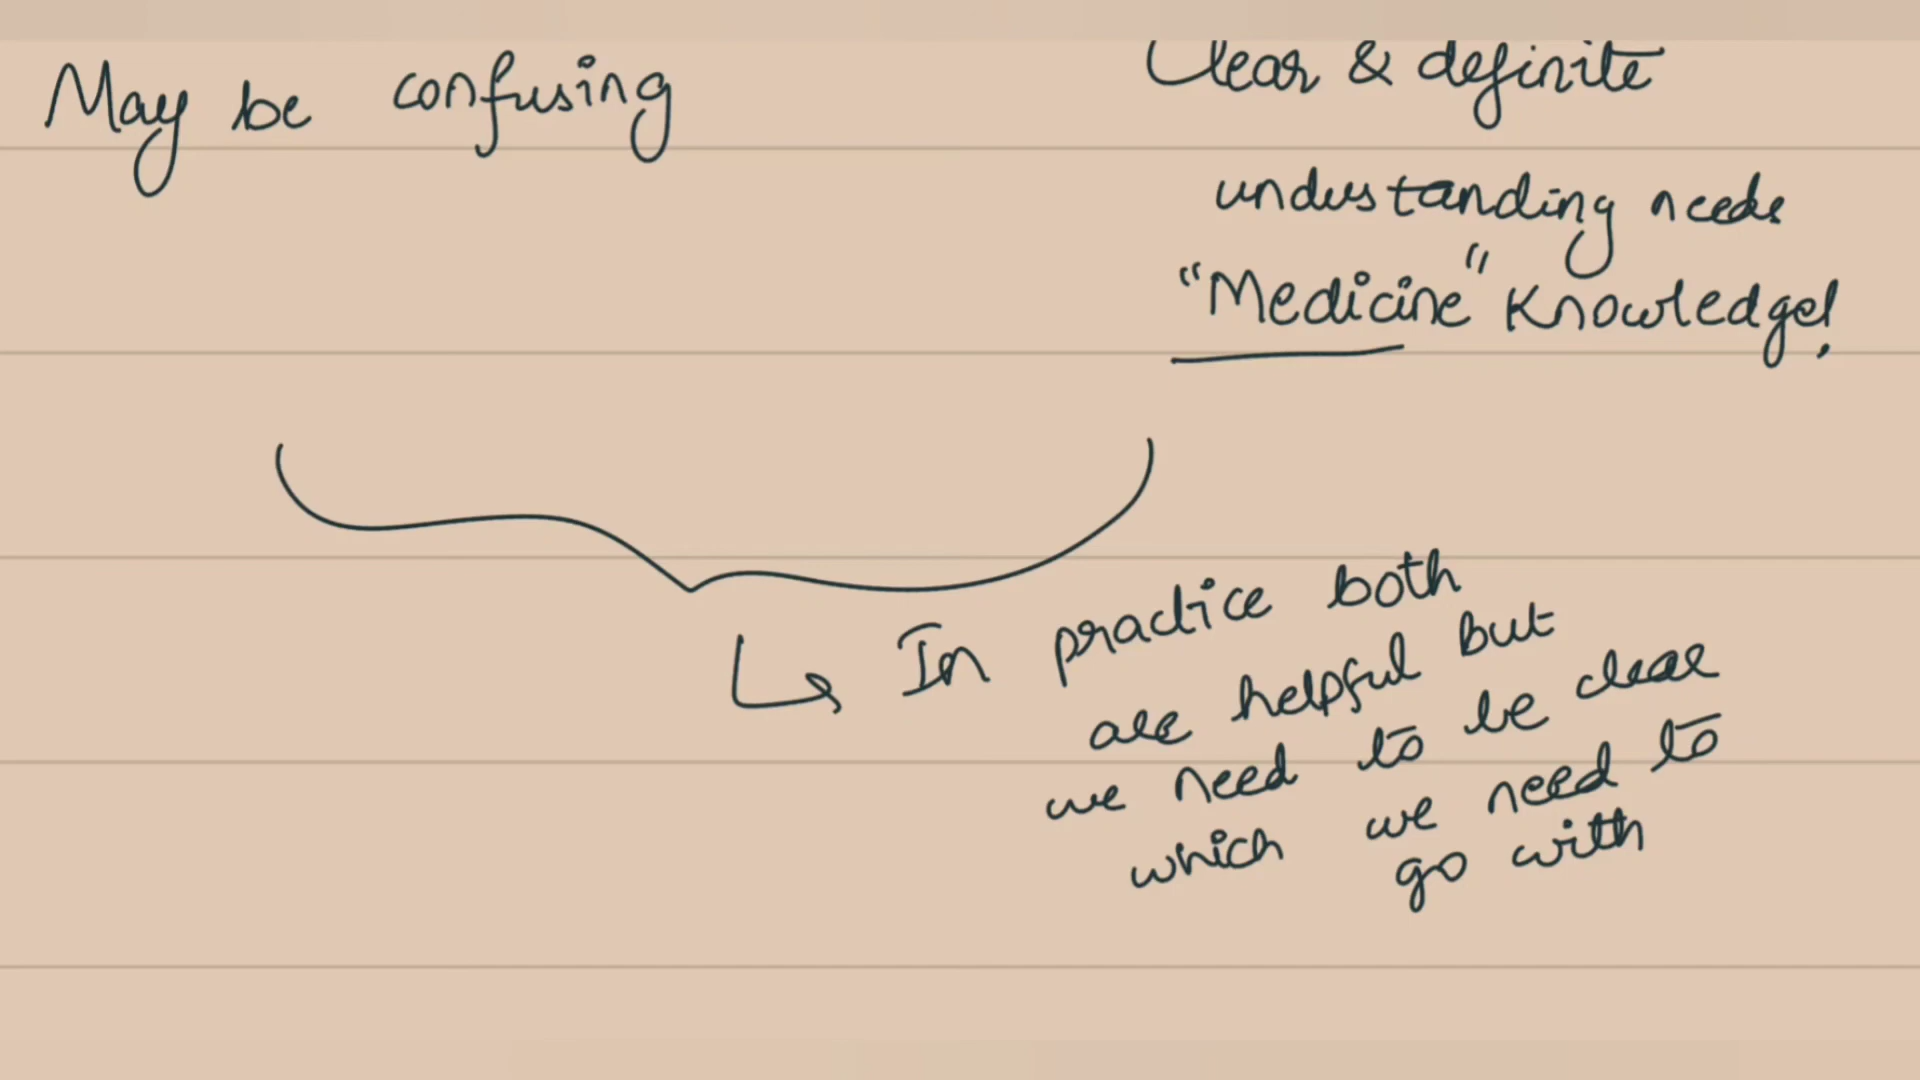 May be confusing
Clear & definite
understanding needs
"Medicine" Knowledge!
In practice both
are helpful but
we need to be clear
which we need to
go with